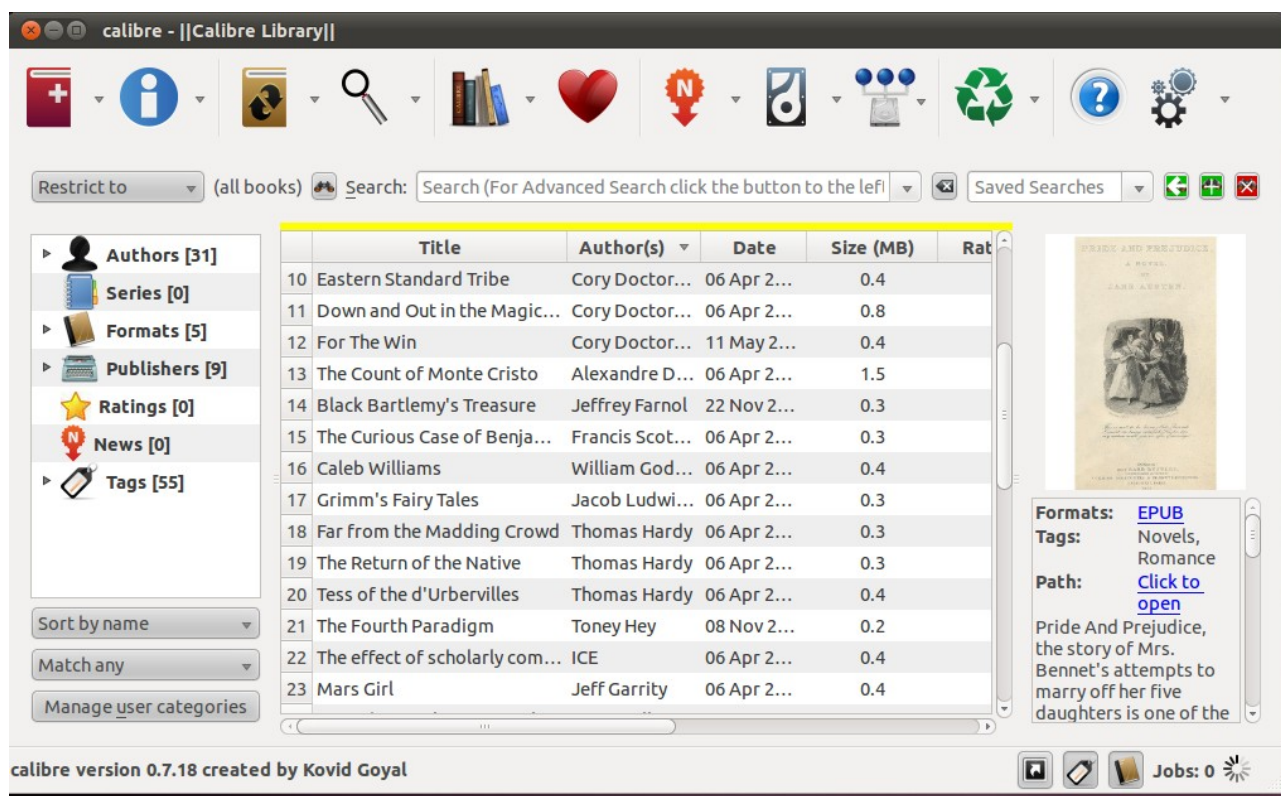 calibre - ||Calibre Library||
N
Restrict to (all books) Search: Search (For Advanced Search click the button to the left Saved Searches
Title Author(s) Date Size (MB) Rat
10 Eastern Standard Tribe Cory Doctor... 06 Apr 2... 0.4
11 Down and Out in the Magic... Cory Doctor... 06 Apr 2... 0.8
12 For The Win Cory Doctor... 11 May 2... 0.4
13 The Count of Monte Cristo Alexandre D... 06 Apr 2... 1.5
14 Black Bartlemy's Treasure Jeffrey Farnol 22 Nov 2... 0.3
15 The Curious Case of Benja... Francis Scot... 06 Apr 2... 0.3
16 Caleb Williams William God... 06 Apr 2... 0.4
17 Grimm's Fairy Tales Jacob Ludwi... 06 Apr 2... 0.3
18 Far from the Madding Crowd Thomas Hardy 06 Apr 2... 0.3
19 The Return of the Native Thomas Hardy 06 Apr 2... 0.3
20 Tess of the d'Urbervilles Thomas Hardy 06 Apr 2... 0.4
21 The Fourth Paradigm Toney Hey 08 Nov 2... 0.2
22 The effect of scholarly com... ICE 06 Apr 2... 0.4
23 Mars Girl Jeff Garrity 06 Apr 2... 0.4
Authors [31]
Series [0]
Formats [5]
Publishers [9]
Ratings [0]
N News [0]
Tags [55]
Sort by name
Match any
Manage user categories
PRIDE AND PREJUDICE.
A NOVEL.
BY
JANE AUSTEN.
Formats: EPUB
Tags: Novels,
Romance
Path: Click to
open
Pride And Prejudice,
the story of Mrs.
Bennet's attempts to
marry off her five
daughters is one of the
calibre version 0.7.18 created by Kovid Goyal Jobs: 0